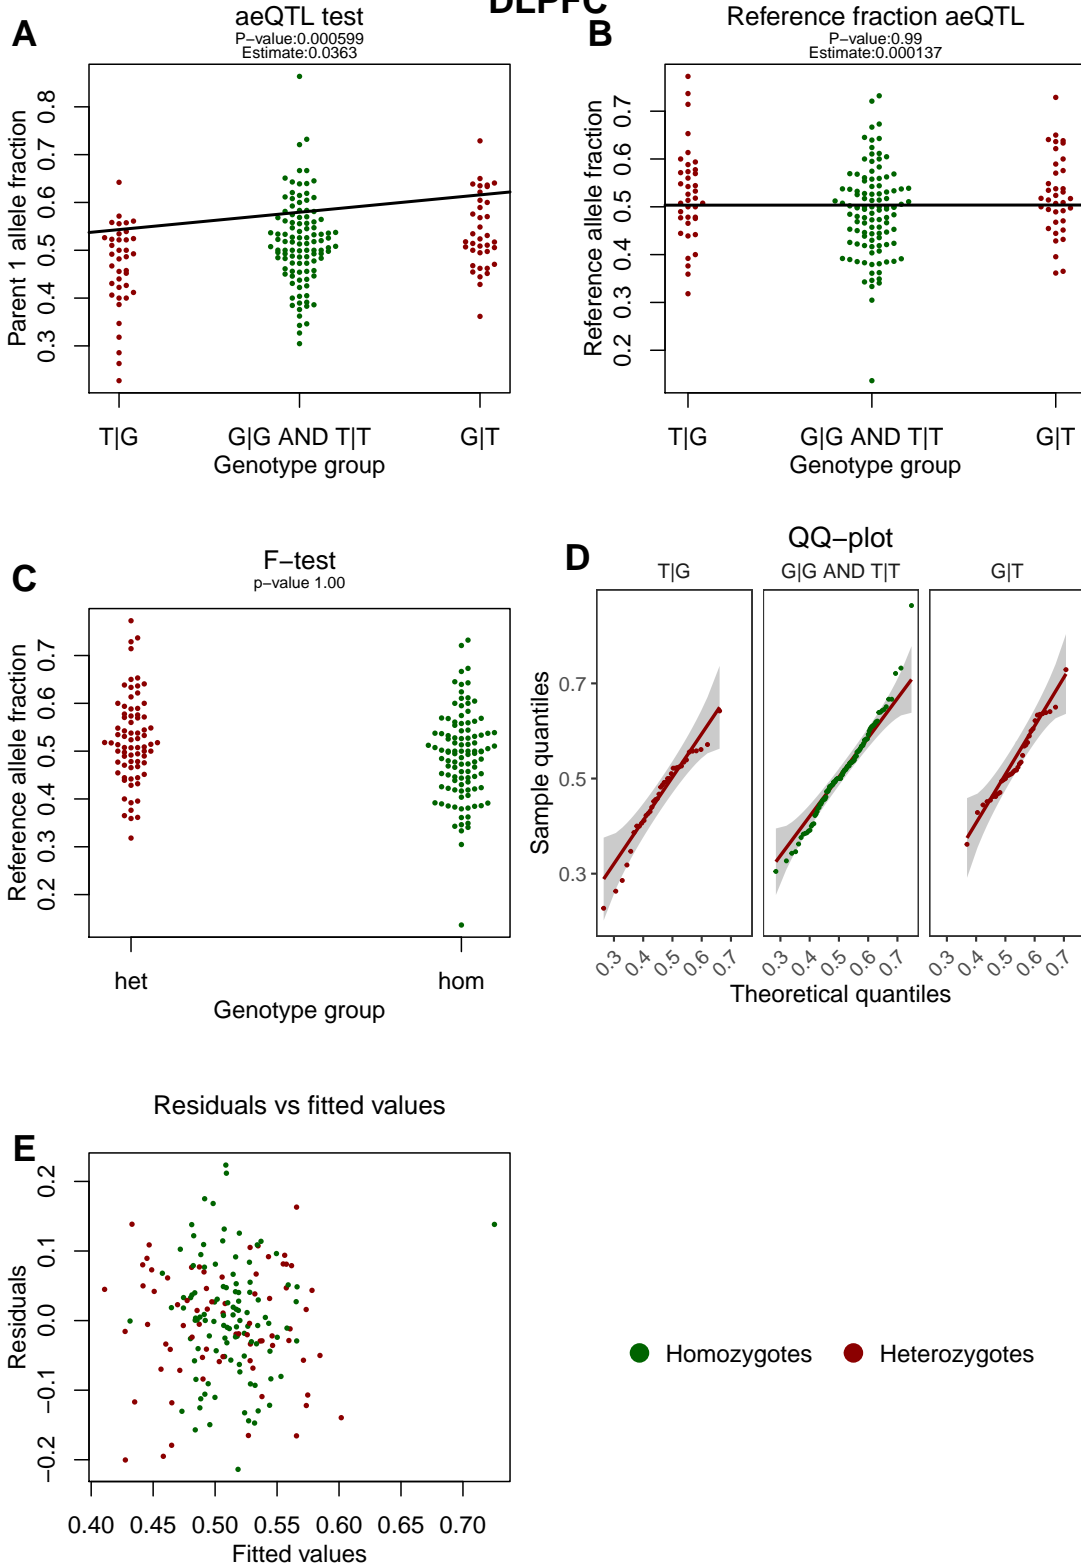 DLPFC
A
aeQTL test
P-value:0.000599
Estimate:0.0363
Parent 1 allele fraction
0.3 0.4 0.5 0.6 0.7 0.8
T|G G|G AND T|T G|T
Genotype group
B
Reference fraction aeQTL
P-value:0.99
Estimate:0.000137
Reference allele fraction
0.2 0.3 0.4 0.5 0.6 0.7
T|G G|G AND T|T G|T
Genotype group
C
F-test
p-value 1.00
Reference allele fraction
0.2 0.3 0.4 0.5 0.6 0.7
het hom
Genotype group
D
QQ-plot
T|G G|G AND T|T G|T
Sample quantiles
0.7
0.5
0.3
0.3 0.4 0.5 0.6 0.7 0.3 0.4 0.5 0.6 0.7 0.3 0.4 0.5 0.6 0.7
Theoretical quantiles
E
Residuals vs fitted values
Residuals
-0.2 -0.1 0.0 0.1 0.2
0.40 0.45 0.50 0.55 0.60 0.65 0.70
Fitted values
Homozygotes Heterozygotes